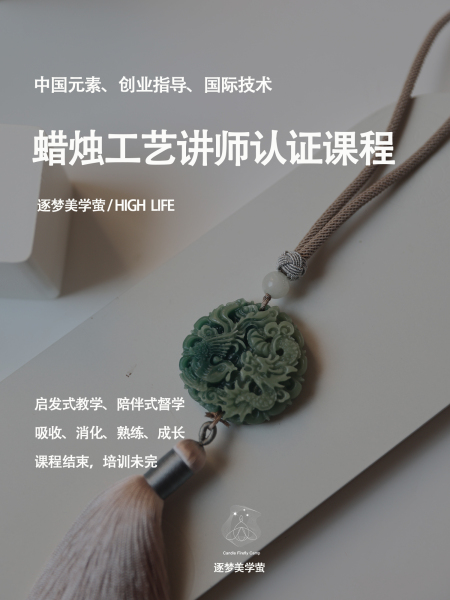 中国元素、创业指导、国际技术
蜡烛工艺讲师认证课程
逐梦美学萤/HIGH LIFE
启发式教学、陪伴式督学
吸收、消化、熟练、成长
课程结束，培训未完
Candle Firefly Camp
逐梦美学萤